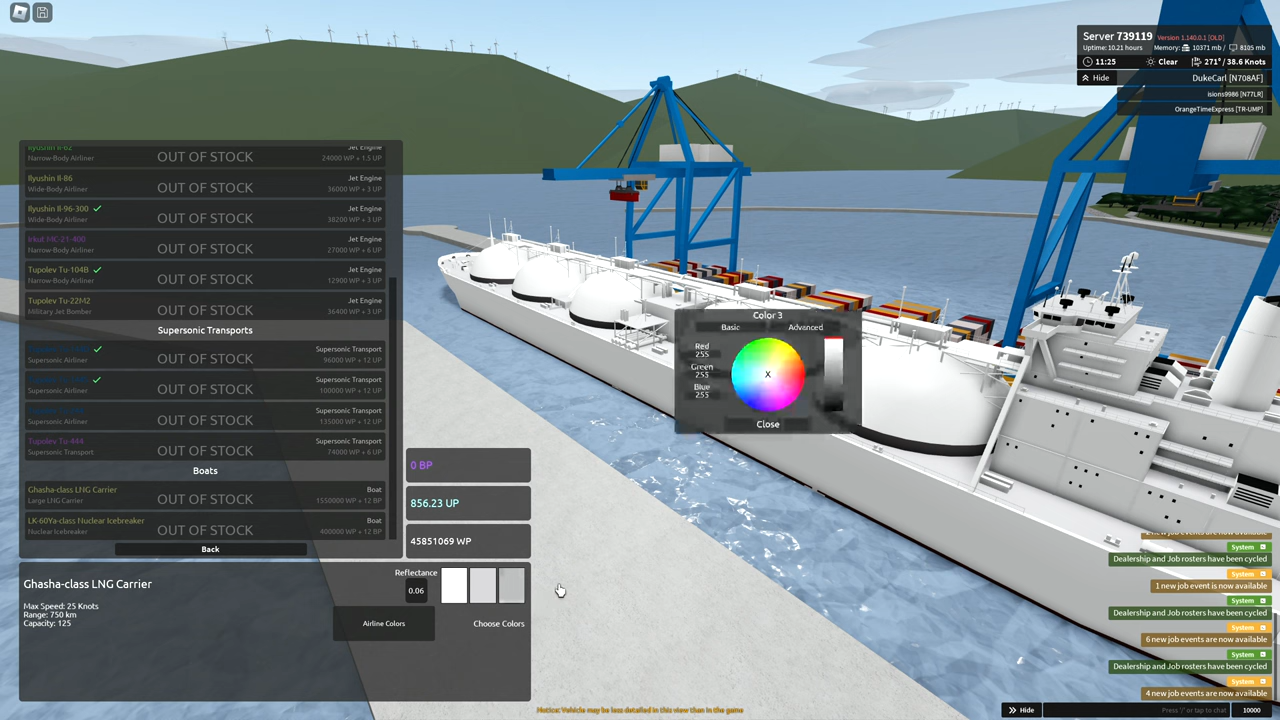 Server 739119 Version 1.140.0.1 [OLD]
Uptime: 10.21 hours Memory: 10371 mb / 8105 mb
11:25 Clear 271° / 38.6 Knots
Hide DukeCarl [N708AF]
isions9986 [N77LR]
OrangeTimeExpress [TR-UMP]
Ilyushin Il-62 Jet Engine
Narrow-Body Airliner OUT OF STOCK 24000 WP + 1.5 UP
Ilyushin Il-86 Jet Engine
Wide-Body Airliner OUT OF STOCK 36000 WP + 3 UP
Ilyushin Il-96-300 Jet Engine
Wide-Body Airliner OUT OF STOCK 38200 WP + 3 UP
Irkut MC-21-400 Jet Engine
Narrow-Body Airliner OUT OF STOCK 27000 WP + 6 UP
Tupolev Tu-104B Jet Engine
Narrow-Body Airliner OUT OF STOCK 12900 WP + 3 UP
Tupolev Tu-22M2 Jet Engine
Military Jet Bomber OUT OF STOCK 36400 WP + 3 UP
Supersonic Transports
Supersonic Transport
Supersonic Airliner OUT OF STOCK 96000 WP + 12 UP
Supersonic Transport
Supersonic Airliner OUT OF STOCK 100000 WP + 12 UP
Supersonic Transport
Supersonic Airliner OUT OF STOCK 135000 WP + 12 UP
Tupolev Tu-444 Supersonic Transport
Supersonic Transport OUT OF STOCK 74000 WP + 6 UP
Boats
Ghasha-class LNG Carrier Boat
Large LNG Carrier OUT OF STOCK 1550000 WP + 12 BP
LK-60Ya-class Nuclear Icebreaker Boat
Nuclear Icebreaker OUT OF STOCK 400000 WP + 12 BP
Back
0 BP
856.23 UP
45851069 WP
Ghasha-class LNG Carrier
Max Speed: 25 Knots
Range: 750 km
Capacity: 125
Reflectance
0.06
Airline Colors
Choose Colors
Color 3
Basic Advanced
Red
255
Green
255
Blue
255
Close
System
Dealership and Job rosters have been cycled
System
1 new job event is now available
System
Dealership and Job rosters have been cycled
System
6 new job events are now available
System
Dealership and Job rosters have been cycled
System
4 new job events are now available
Notice: Vehicle may be less detailed in this view than in the game
Hide Press '/' or tap to chat 10000